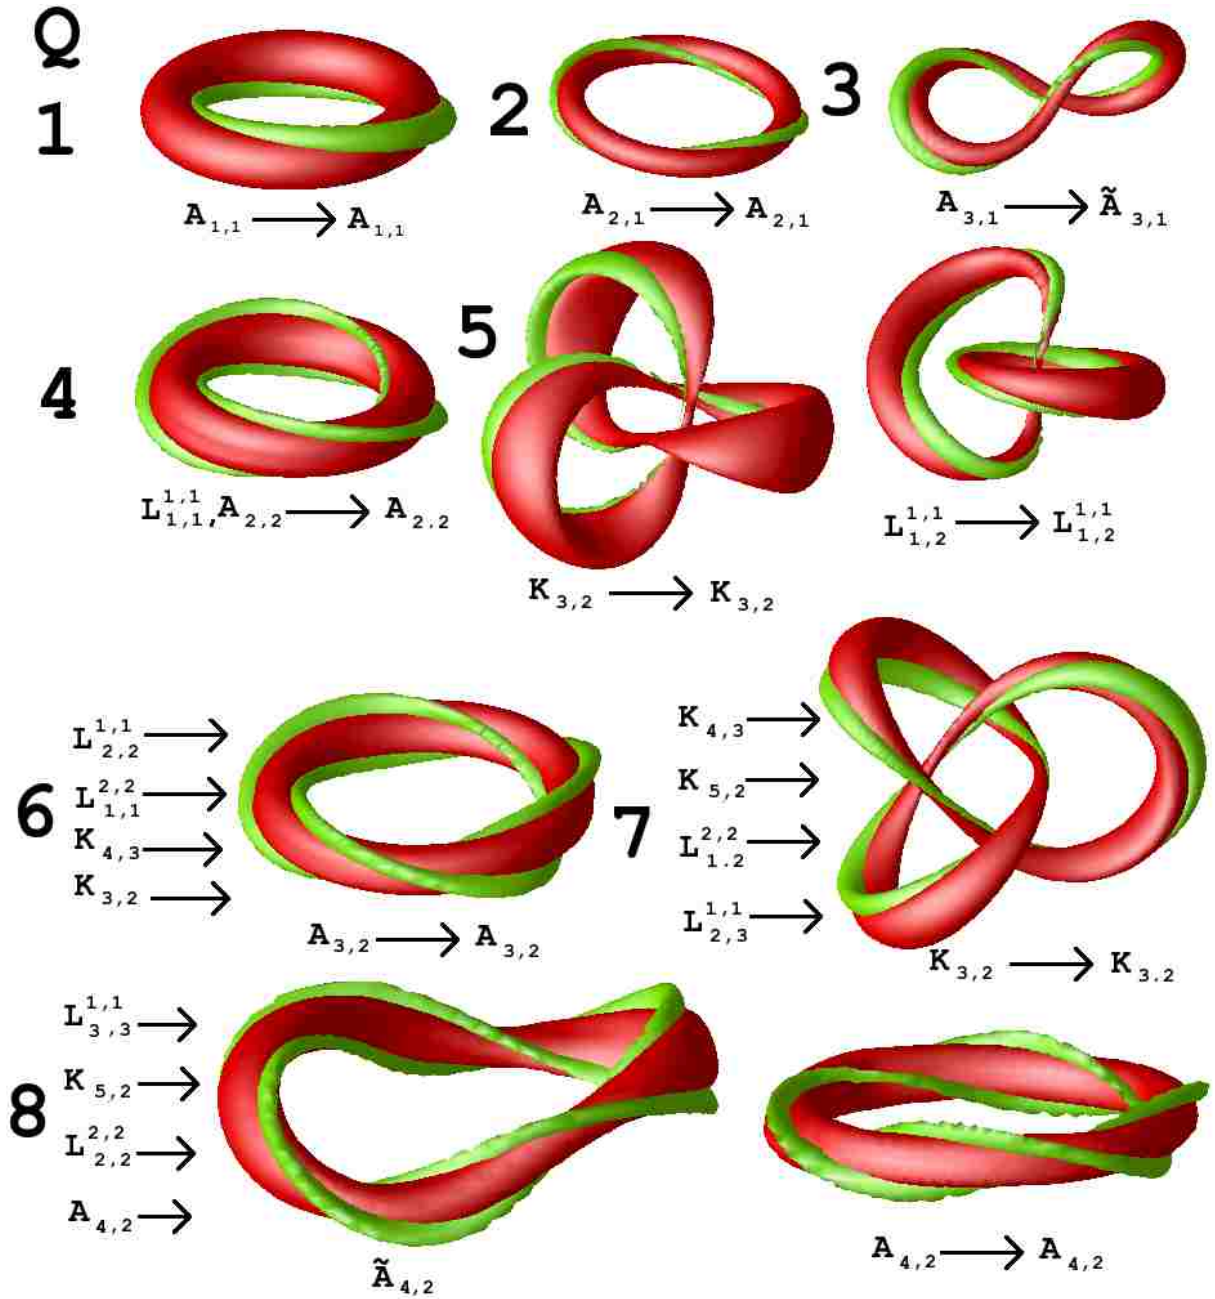 Q
1
2
3
A₁,₁ ⟶ A₁,₁
A₂,₁ ⟶ A₂,₁
A₃,₁ ⟶ Ã₃,₁
4
5
L¹,¹₁,₁, A₂,₂ ⟶ A₂.₂
K₃,₂ ⟶ K₃,₂
L¹,¹₁,₂ ⟶ L¹,¹₁,₂
6
L¹,¹₂,₂ ⟶
L²,²₁,₁ ⟶
K₄,₃ ⟶
K₃,₂ ⟶
A₃,₂ ⟶ A₃,₂
7
K₄,₃ ⟶
K₅,₂ ⟶
L²,²₁.₂ ⟶
L¹,¹₂,₃ ⟶
K₃,₂ ⟶ K₃.₂
8
L¹,¹₃,₃ ⟶
K₅,₂ ⟶
L²,²₂,₂ ⟶
A₄,₂ ⟶
Ã₄,₂
A₄,₂ ⟶ A₄,₂